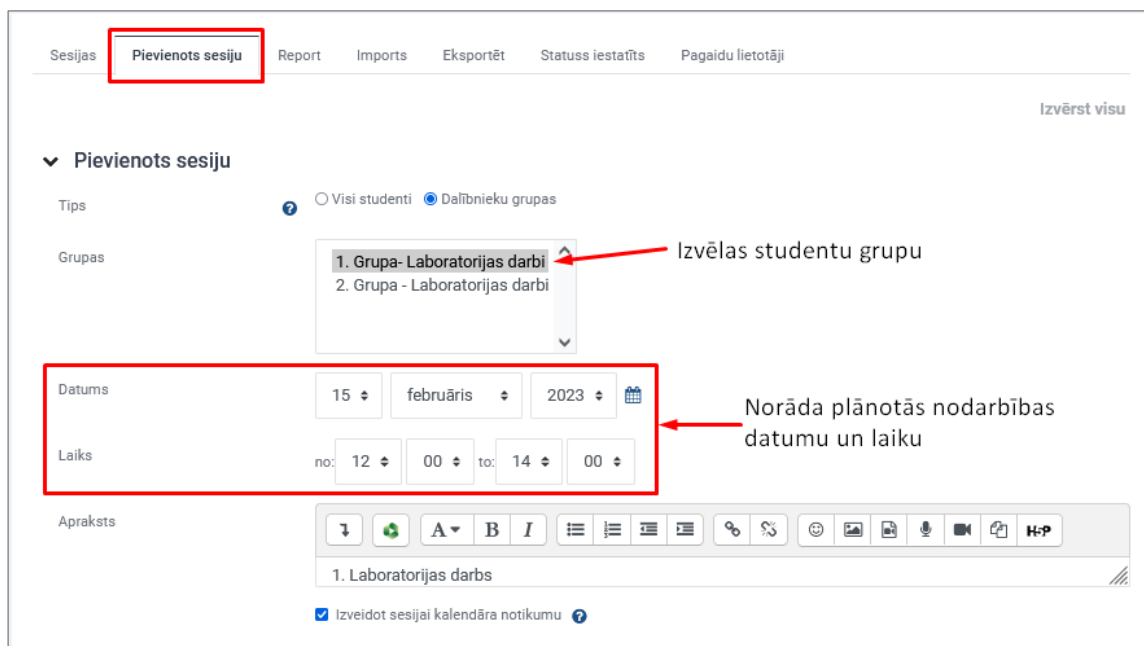 Sesijas Pievienots sesiju Report Imports Eksportēt Statuss iestatīts Pagaidu lietotāji
Izvērst visu
Pievienots sesiju
Tips ? Visi studenti Dalībnieku grupas
Grupas
1. Grupa- Laboratorijas darbi
2. Grupa - Laboratorijas darbi
Izvēlas studentu grupu
Datums 15 februāris 2023
Laiks no: 12 00 to: 14 00
Norāda plānotās nodarbības
datumu un laiku
Apraksts
A B I H5P
1. Laboratorijas darbs
Izveidot sesijai kalendāra notikumu ?